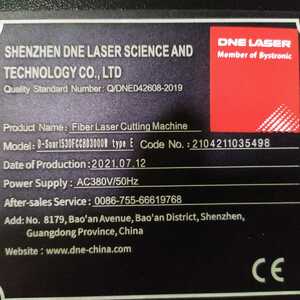 SHENZHEN DNE LASER SCIENCE AND
TECHNOLOGY CO., LTD
Quality Standard Number: Q/DNED42608-2019
DNE LASER
Member of Bystronic
Product Name: Fiber Laser Cutting Machine
Model: type E Code No.: 2104211035498
Date of Production: 2021.07.12
Power Supply: AC380V/50Hz
After-sales Service: 0086-755-66619768
Add: No. 8179, Bao'an Avenue, Bao'an District, Shenzhen,
Guangdong Province, China
Website: www.dne-china.com
CE